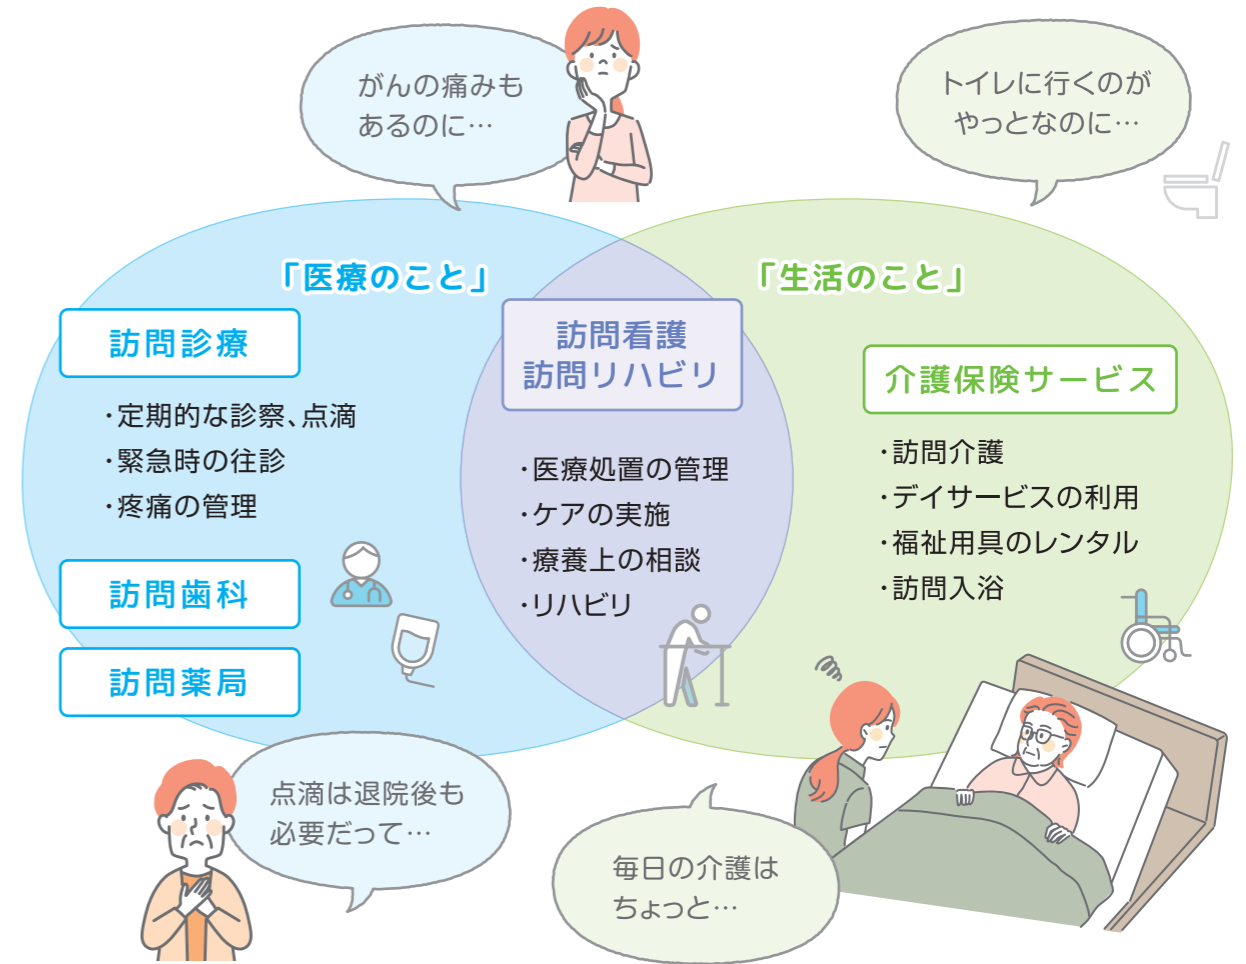 がんの痛みも
あるのに…
トイレに行くのが
やっとなのに…
「医療のこと」
「生活のこと」
訪問診療
・定期的な診察、点滴
・緊急時の往診
・疼痛の管理
訪問歯科
訪問薬局
訪問看護
訪問リハビリ
・医療処置の管理
・ケアの実施
・療養上の相談
・リハビリ
介護保険サービス
・訪問介護
・デイサービスの利用
・福祉用具のレンタル
・訪問入浴
点滴は退院後も
必要だって…
毎日の介護は
ちょっと…